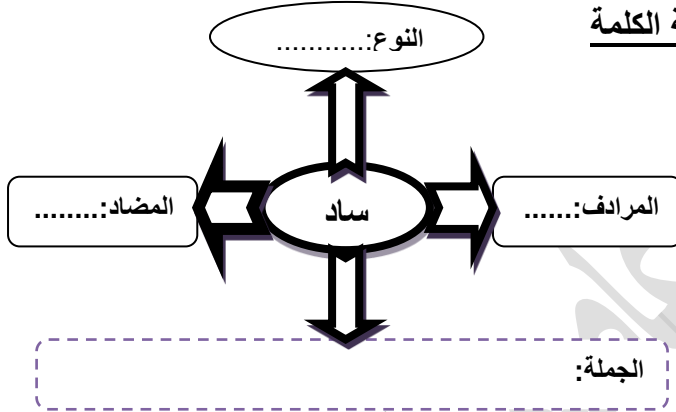 ة الكلمة
النوع:............
المرادف:......
ساد
المضاد:........
الجملة: